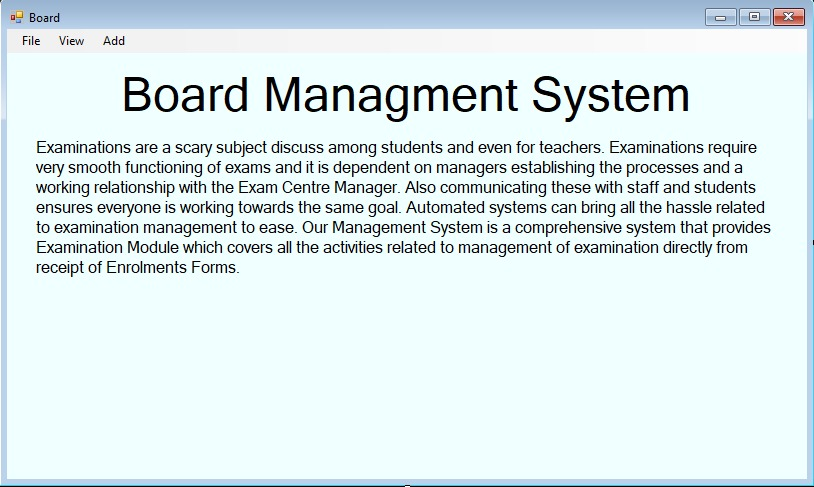 Board
File View Add
Board Managment System
Examinations are a scary subject discuss among students and even for teachers. Examinations require
very smooth functioning of exams and it is dependent on managers establishing the processes and a
working relationship with the Exam Centre Manager. Also communicating these with staff and students
ensures everyone is working towards the same goal. Automated systems can bring all the hassle related
to examination management to ease. Our Management System is a comprehensive system that provides
Examination Module which covers all the activities related to management of examination directly from
receipt of Enrolments Forms.